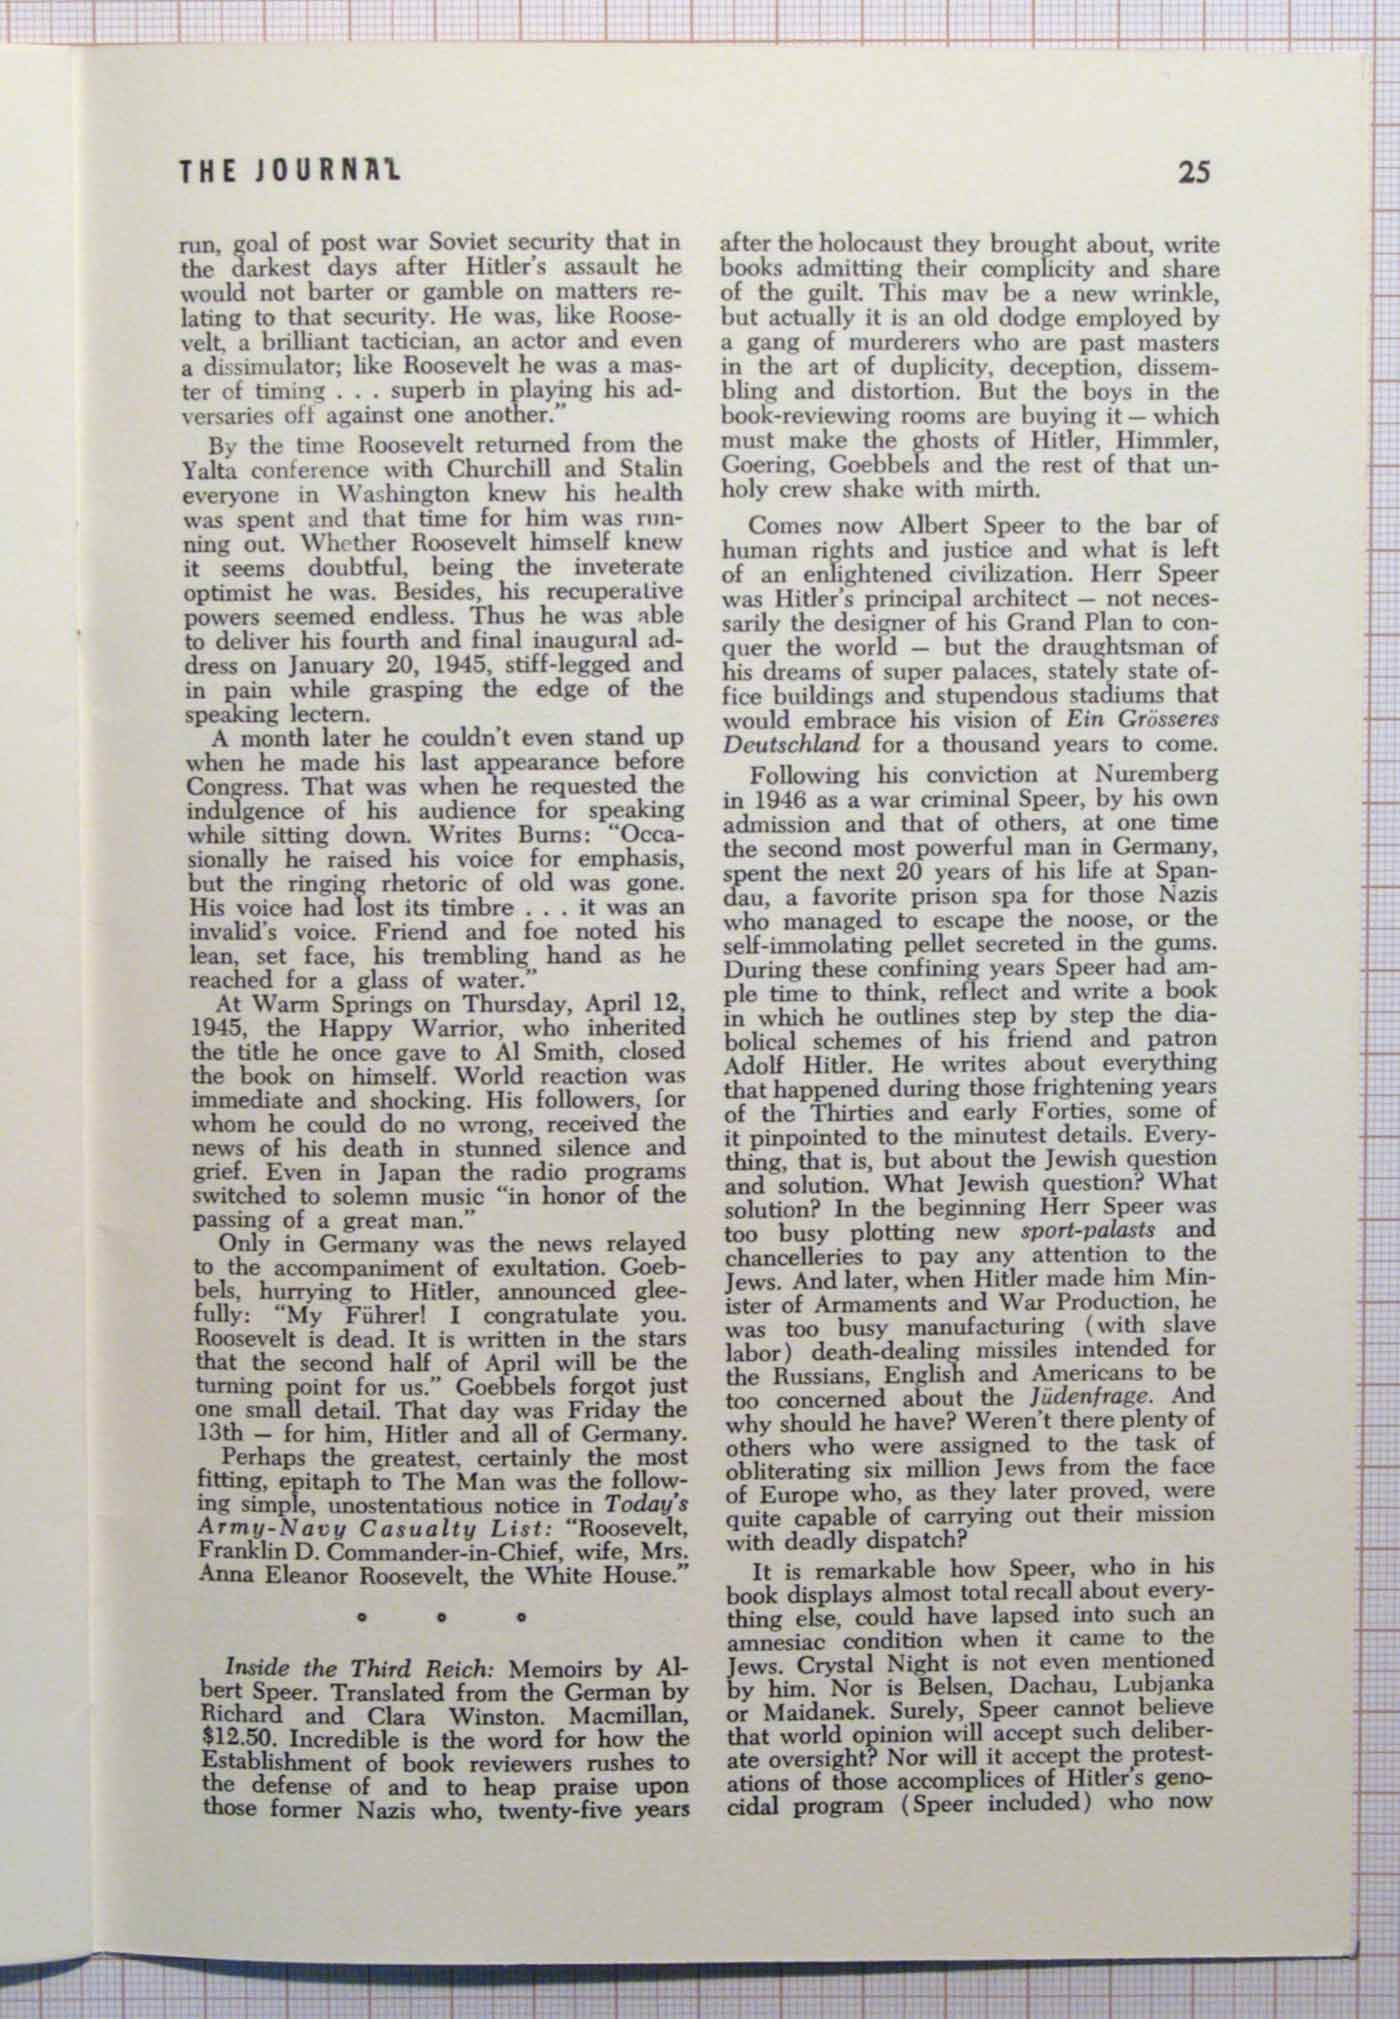 THE JOURNAL
25
run, goal of post war Soviet security that in
the darkest days after Hitler's assault he
would not barter or gamble on matters re-
lating to that security. He was, like Roose-
velt, a brilliant tactician, an actor and even
a dissimulator; like Roosevelt he was a mas-
ter of timing . . . superb in playing his ad-
versaries off against one another."
By the time Roosevelt returned from the
Yalta conference with Churchill and Stalin
everyone in Washington knew his health
was spent and that time for him was run-
ning out. Whether Roosevelt himself knew
it seems doubtful, being the inveterate
optimist he was. Besides, his recuperative
powers seemed endless. Thus he was able
to deliver his fourth and final inaugural ad-
dress on January 20, 1945, stiff-legged and
in pain while grasping the edge of the
speaking lectern.
A month later he couldn't even stand up
when he made his last appearance before
Congress. That was when he requested the
indulgence of his audience for speaking
while sitting down. Writes Burns: "Occa-
sionally he raised his voice for emphasis,
but the ringing rhetoric of old was gone.
His voice had lost its timbre . . . it was an
invalid's voice. Friend and foe noted his
lean, set face, his trembling hand as he
reached for a glass of water."
At Warm Springs on Thursday, April 12,
1945, the Happy Warrior, who inherited
the title he once gave to Al Smith, closed
the book on himself. World reaction was
immediate and shocking. His followers, for
whom he could do no wrong, received the
news of his death in stunned silence and
grief. Even in Japan the radio programs
switched to solemn music "in honor of the
passing of a great man."
Only in Germany was the news relayed
to the accompaniment of exultation. Goeb-
bels, hurrying to Hitler, announced glee-
fully: "My Führer! I congratulate you.
Roosevelt is dead. It is written in the stars
that the second half of April will be the
turning point for us." Goebbels forgot just
one small detail. That day was Friday the
13th — for him, Hitler and all of Germany.
Perhaps the greatest, certainly the most
fitting, epitaph to The Man was the follow-
ing simple, unostentatious notice in Today's
Army-Navy Casualty List: "Roosevelt,
Franklin D. Commander-in-Chief, wife, Mrs.
Anna Eleanor Roosevelt, the White House."
Inside the Third Reich: Memoirs by Al-
bert Speer. Translated from the German by
Richard and Clara Winston. Macmillan,
$12.50. Incredible is the word for how the
Establishment of book reviewers rushes to
the defense of and to heap praise upon
those former Nazis who, twenty-five years
after the holocaust they brought about, write
books admitting their complicity and share
of the guilt. This may be a new wrinkle,
but actually it is an old dodge employed by
a gang of murderers who are past masters
in the art of duplicity, deception, dissem-
bling and distortion. But the boys in the
book-reviewing rooms are buying it — which
must make the ghosts of Hitler, Himmler,
Goering, Goebbels and the rest of that un-
holy crew shake with mirth.
Comes now Albert Speer to the bar of
human rights and justice and what is left
of an enlightened civilization. Herr Speer
was Hitler's principal architect — not neces-
sarily the designer of his Grand Plan to con-
quer the world — but the draughtsman of
his dreams of super palaces, stately state of-
fice buildings and stupendous stadiums that
would embrace his vision of Ein Grösseres
Deutschland for a thousand years to come.
Following his conviction at Nuremberg
in 1946 as a war criminal Speer, by his own
admission and that of others, at one time
the second most powerful man in Germany,
spent the next 20 years of his life at Span-
dau, a favorite prison spa for those Nazis
who managed to escape the noose, or the
self-immolating pellet secreted in the gums.
During these confining years Speer had am-
ple time to think, reflect and write a book
in which he outlines step by step the dia-
bolical schemes of his friend and patron
Adolf Hitler. He writes about everything
that happened during those frightening years
of the Thirties and early Forties, some of
it pinpointed to the minutest details. Every-
thing, that is, but about the Jewish question
and solution. What Jewish question? What
solution? In the beginning Herr Speer was
too busy plotting new sport-palasts and
chancelleries to pay any attention to the
Jews. And later, when Hitler made him Min-
ister of Armaments and War Production, he
was too busy manufacturing (with slave
labor) death-dealing missiles intended for
the Russians, English and Americans to be
too concerned about the Jüdenfrage. And
why should he have? Weren't there plenty of
others who were assigned to the task of
obliterating six million Jews from the face
of Europe who, as they later proved, were
quite capable of carrying out their mission
with deadly dispatch?
It is remarkable how Speer, who in his
book displays almost total recall about every-
thing else, could have lapsed into such an
amnesiac condition when it came to the
Jews. Crystal Night is not even mentioned
by him. Nor is Belsen, Dachau, Lubjanka
or Maidanek. Surely, Speer cannot believe
that world opinion will accept such deliber-
ate oversight? Nor will it accept the protest-
ations of those accomplices of Hitler's geno-
cidal program (Speer included) who now